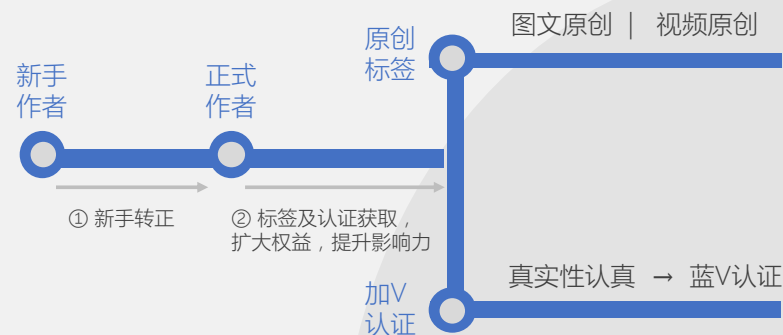 图文原创 | 视频原创
原创
标签
新手
作者
正式
作者
① 新手转正
② 标签及认证获取，
扩大权益，提升影响力
真实性认真 → 蓝V认证
加V
认证